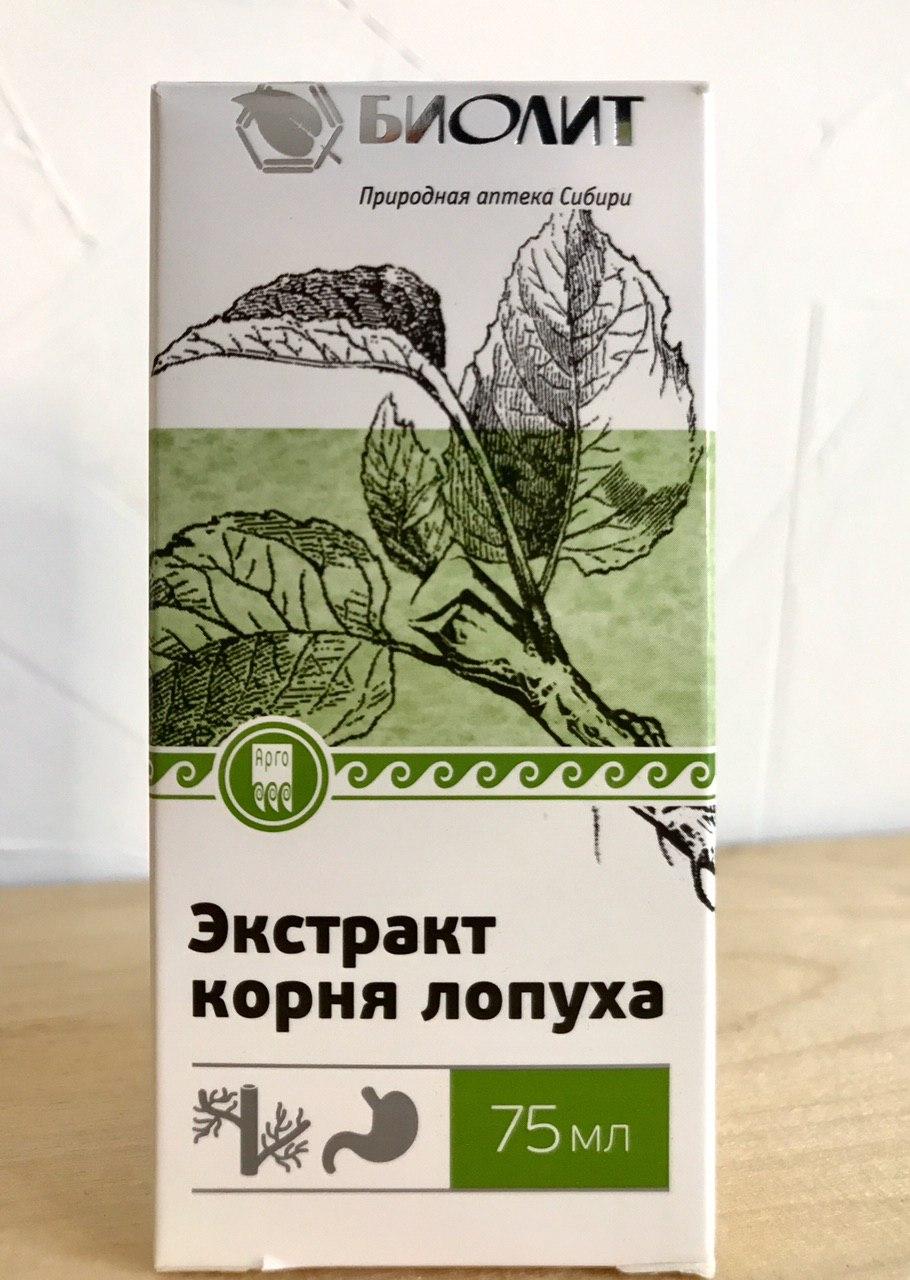 БИОЛИТ
Природная аптека Сибири
Арго
Экстракт
корня лопуха
75 мл